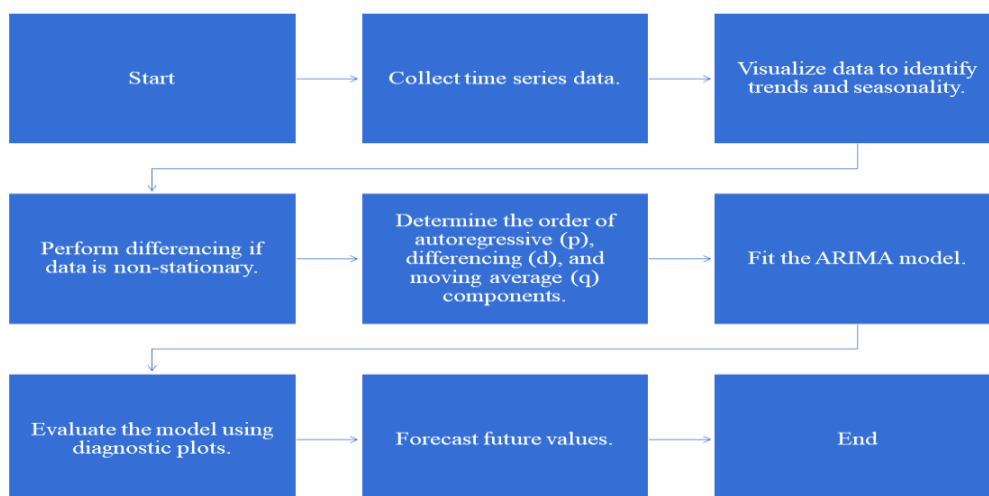 Start
Collect time series data.
Visualize data to identify
trends and seasonality.
Perform differencing if
data is non-stationary.
Determine the order of
autoregressive (p),
differencing (d), and
moving average (q)
components.
Fit the ARIMA model.
Evaluate the model using
diagnostic plots.
Forecast future values.
End